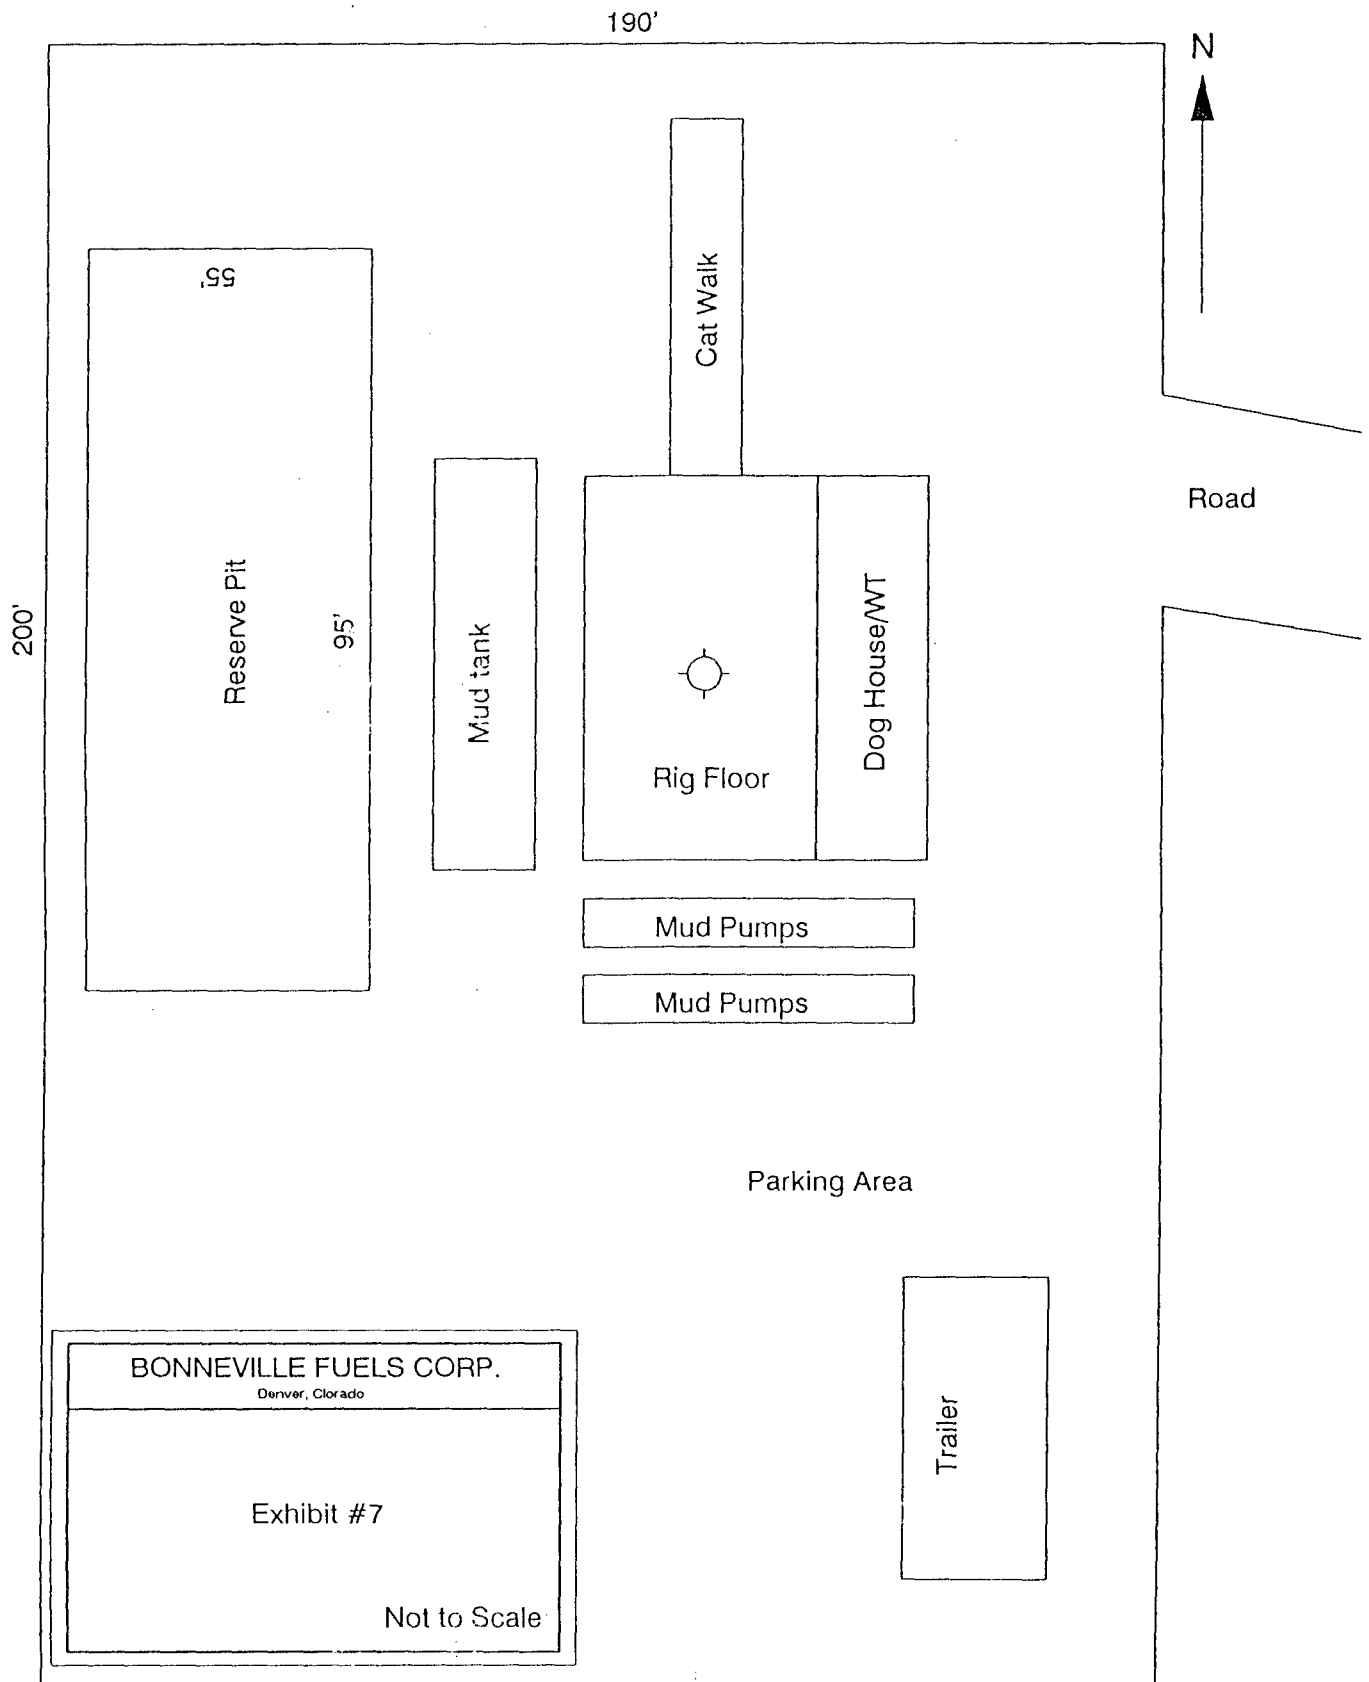 190'
N
55'
Cat Walk
Road
Reserve Pit
95'
200'
Mud tank
Dog House/WT
Rig Floor
Mud Pumps
Mud Pumps
Parking Area
BONNEVILLE FUELS CORP.
Denver, Clorado
Trailer
Exhibit #7
Not to Scale